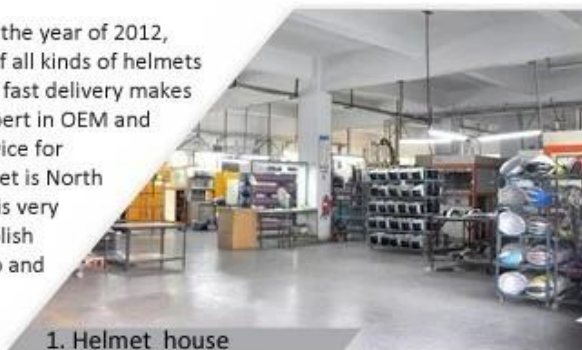 the year of 2012,
f all kinds of helmets
fast delivery makes
pert in OEM and
vice for
et is North
is very
lish
o and
1. Helmet house